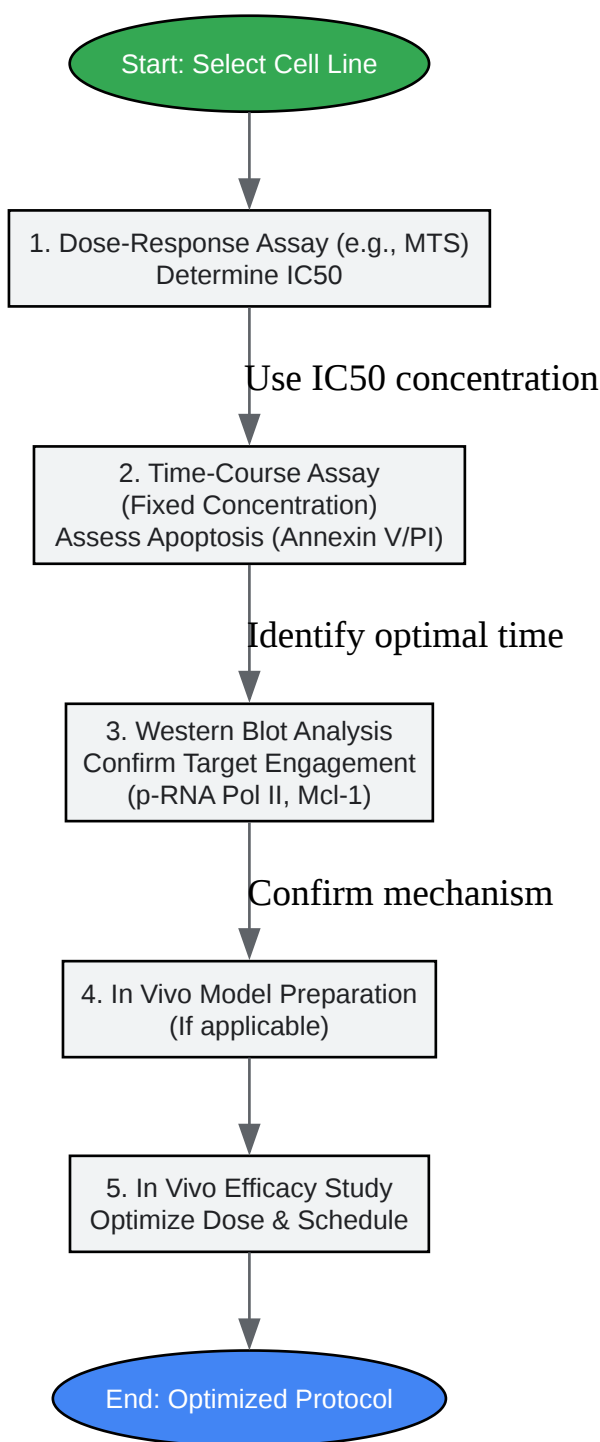 Start: Select Cell Line
1. Dose-Response Assay (e.g., MTS)
Determine IC50
Use IC50 concentration
2. Time-Course Assay
(Fixed Concentration)
Assess Apoptosis (Annexin V/PI)
Identify optimal time
3. Western Blot Analysis
Confirm Target Engagement
(p-RNA Pol II, Mcl-1)
Confirm mechanism
4. In Vivo Model Preparation
(If applicable)
5. In Vivo Efficacy Study
Optimize Dose & Schedule
End: Optimized Protocol